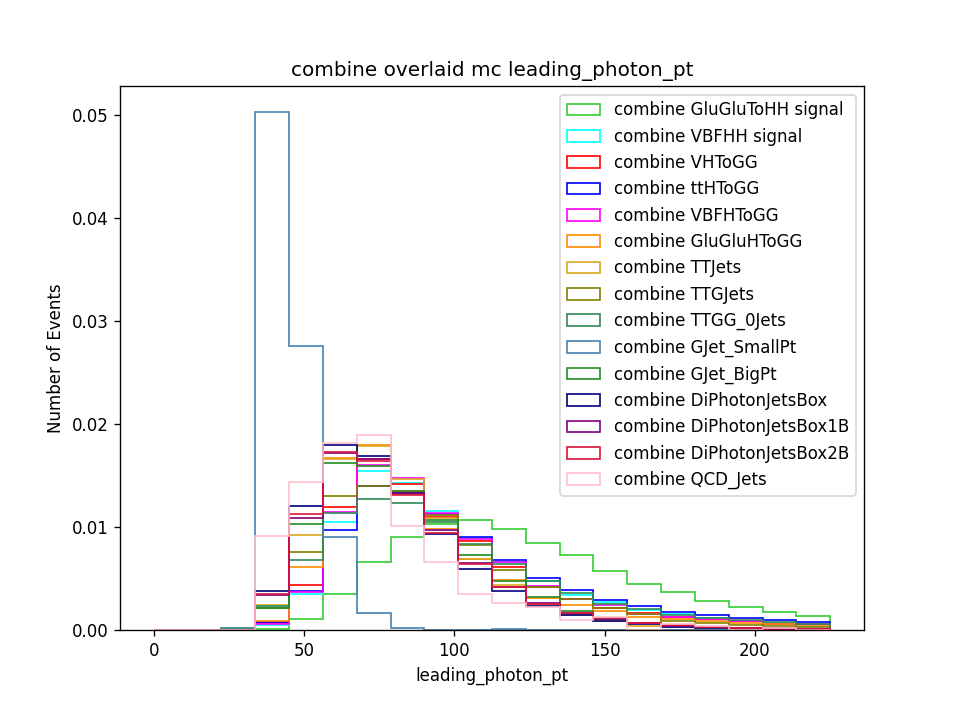 combine overlaid mc leading_photon_pt
combine GluGluToHH signal
combine VBFHH signal
combine VHToGG
combine ttHToGG
combine VBFHToGG
combine GluGluHToGG
combine TTJets
combine TTGJets
combine TTGG_0Jets
combine GJet_SmallPt
combine GJet_BigPt
combine DiPhotonJetsBox
combine DiPhotonJetsBox1B
combine DiPhotonJetsBox2B
combine QCD_Jets
Number of Events
0.05
0.04
0.03
0.02
0.01
0.00
0 50 100 150 200
leading_photon_pt